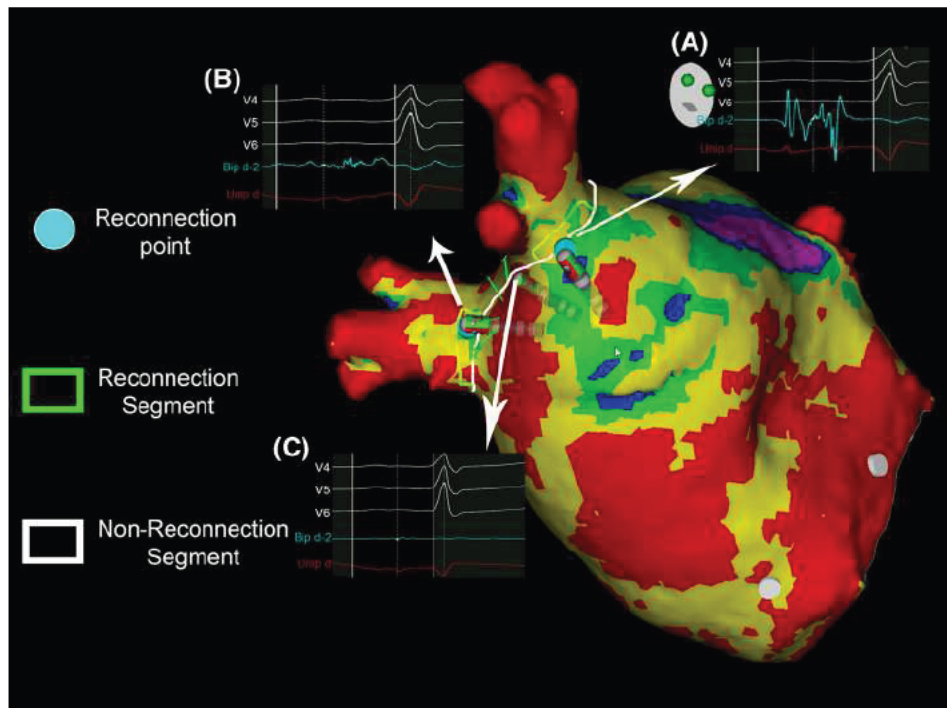 (A)
V4
V5
V6
Bip d-2
Unip d
(B)
V4
V5
V6
Bip d-2
Unip d
Reconnection
point
Reconnection
Segment
(C)
V4
V5
V6
Bip d-2
Unip d
Non-Reconnection
Segment